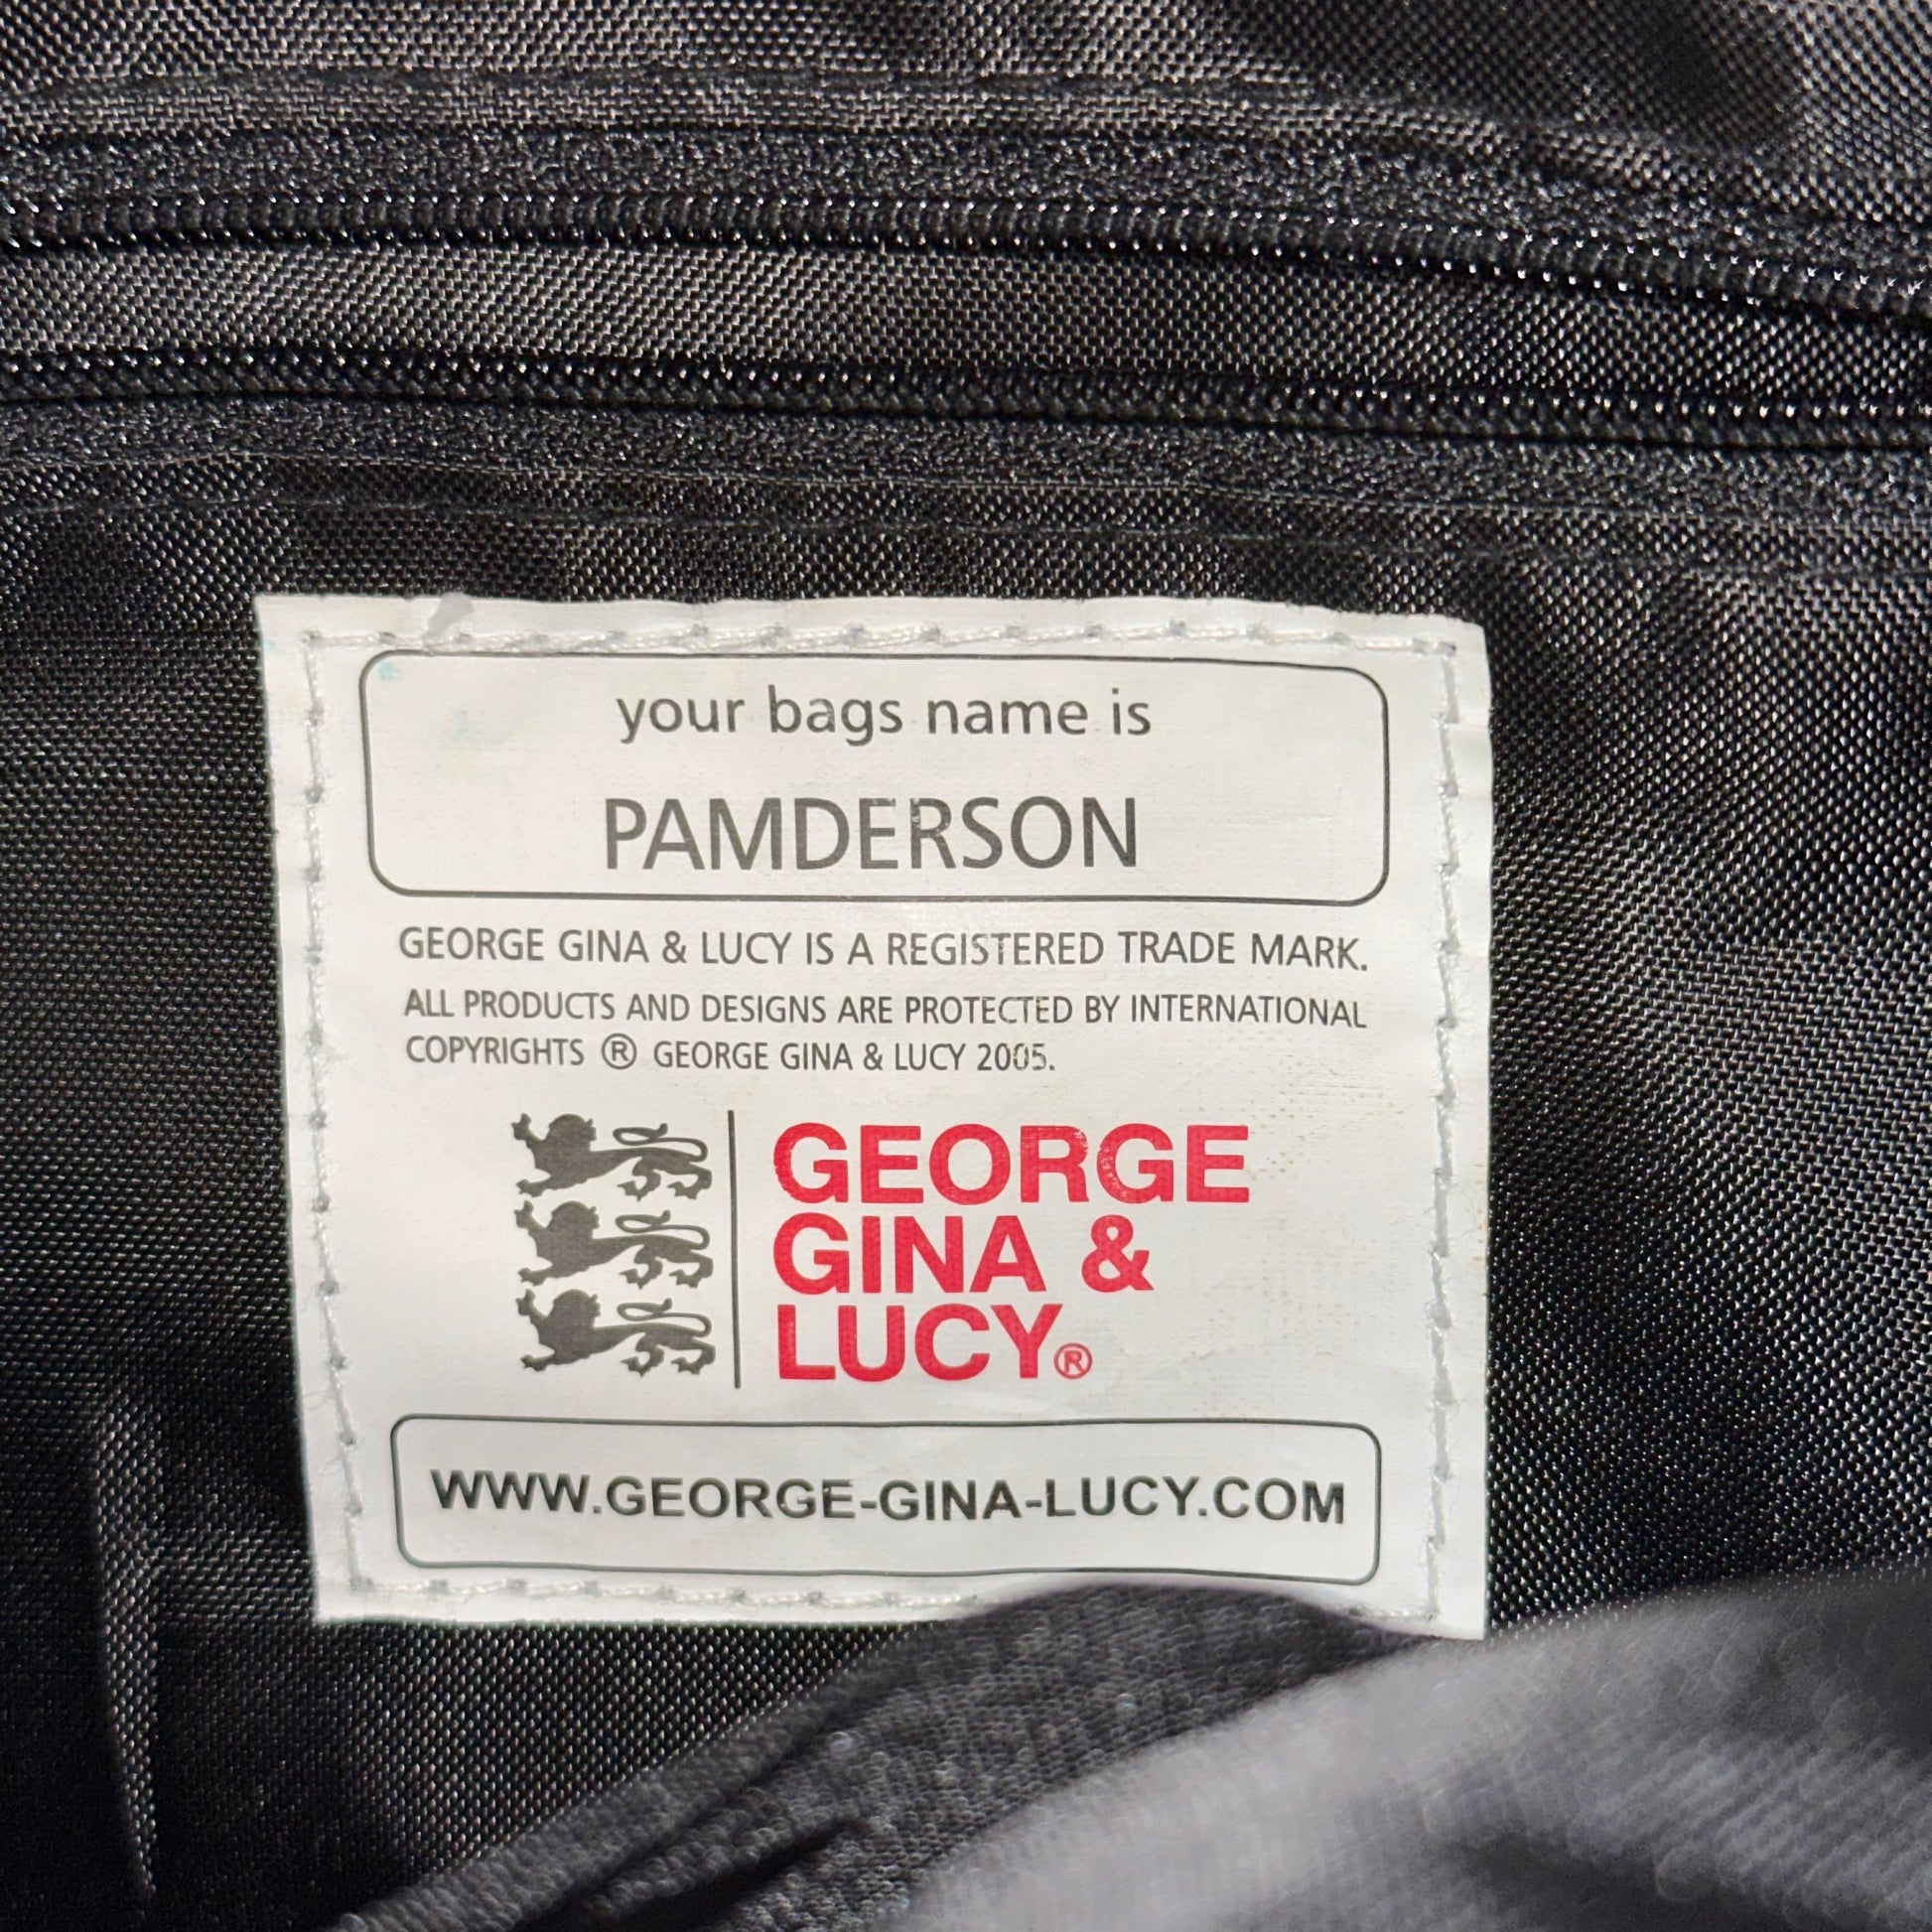 your bags name is
PAMDERSON
GEORGE GINA & LUCY IS A REGISTERED TRADE MARK.
ALL PRODUCTS AND DESIGNS ARE PROTECTED BY INTERNATIONAL
COPYRIGHTS ® GEORGE GINA & LUCY 2005.
GEORGE
GINA &
LUCY®
WWW.GEORGE-GINA-LUCY.COM